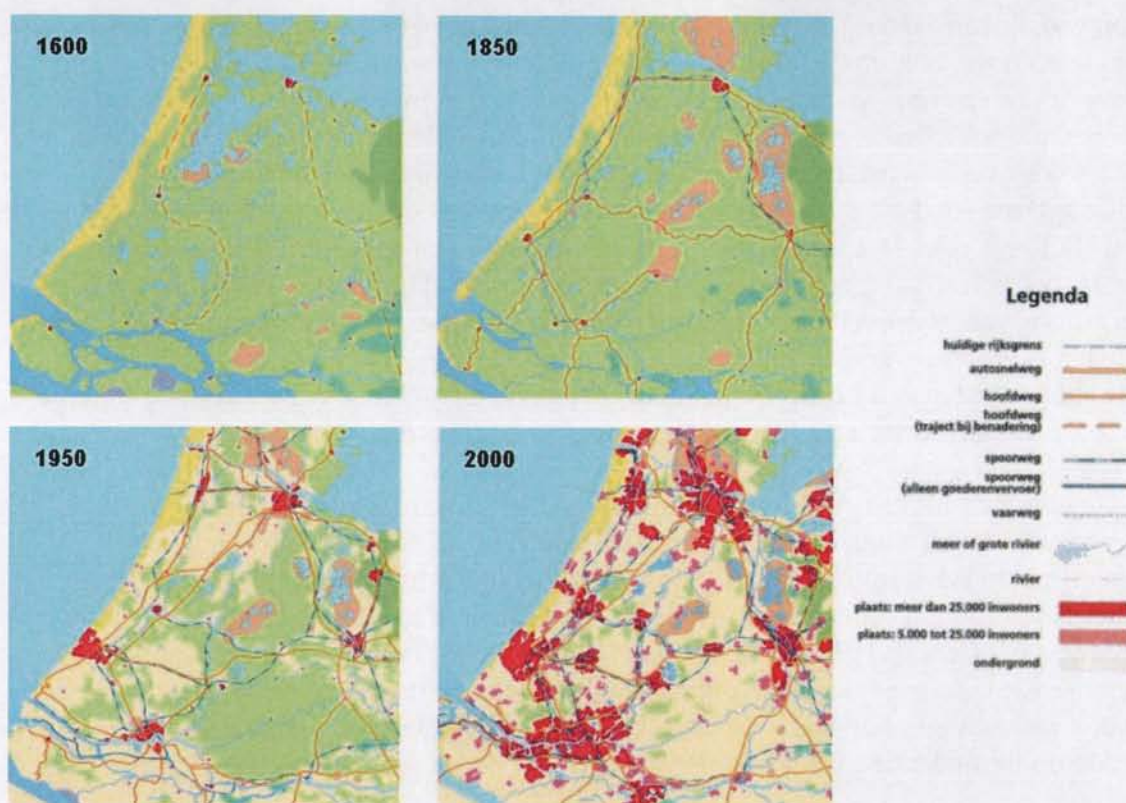 1600
1850
1950
2000
Legenda
huidige rijksgrens
autosnelweg
hoofdweg
hoofdweg
(traject bij benadering)
spoorweg
spoorweg
(alleen goederenvervoer)
vaarweg
meer of grote rivier
rivier
plaats: meer dan 25.000 inwoners
plaats: 5.000 tot 25.000 inwoners
ondergrond